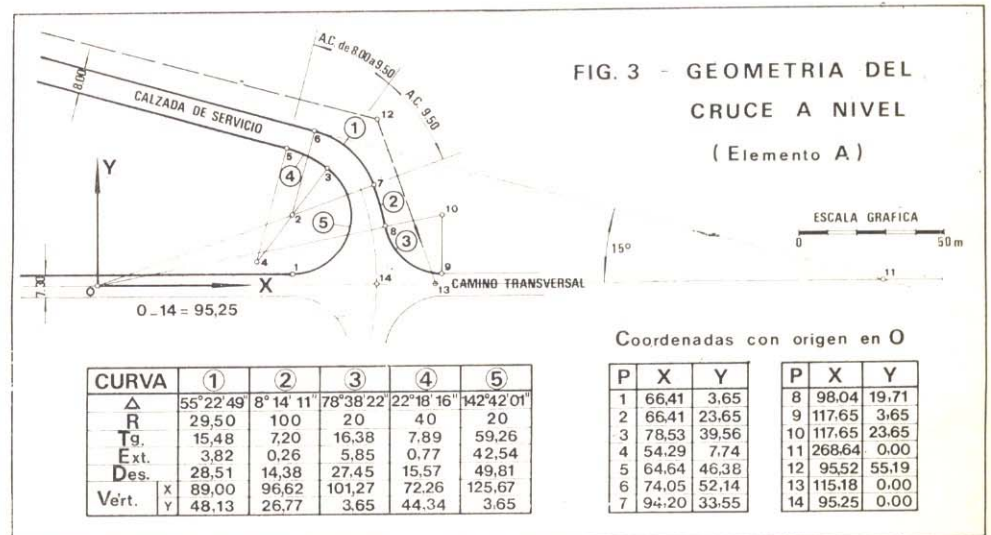 FIG. 3 - GEOMETRIA DEL
CRUCE A NIVEL
(Elemento A)
A.C. de 8.00 a 9.50
A.C. 9.50
8.00
CALZADA DE SERVICIO
12
1
6
5
4
3
7
2
2
10
8
3
5
4
Y
1
9
7.30
O
X
14
13
CAMINO TRANSVERSAL
15º
11
ESCALA GRAFICA
0 50 m
O_14 = 95,25
CURVA 1 2 3 4 5
Δ 55°22'49" 8°14'11" 78°38'22" 22°18'16" 142°42'01"
R 29,50 100 20 40 20
Tg. 15,48 7,20 16,38 7,89 59,26
Ext. 3,82 0,26 5,85 0,77 42,54
Des. 28,51 14,38 27,45 15,57 49,81
Vért. X 89,00 96,62 101,27 72,26 125,67
Y 48,13 26,77 3,65 44,34 3,65
Coordenadas con origen en O
P X Y
1 66,41 3,65
2 66,41 23,65
3 78,53 39,56
4 54,29 7,74
5 64,64 46,38
6 74,05 52,14
7 94,20 33,55
P X Y
8 98,04 19,71
9 117,65 3,65
10 117,65 23,65
11 268,64 0,00
12 95,52 55,19
13 115,18 0,00
14 95,25 0,00